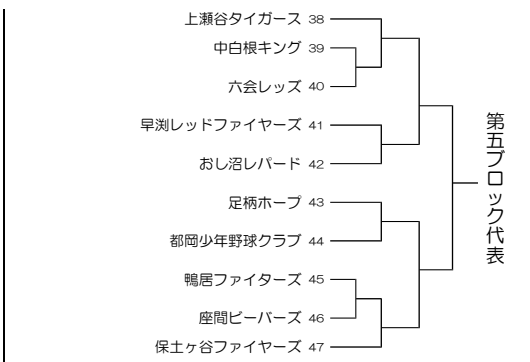 上瀬谷タイガース 38
中白根キング 39
六会レッズ 40
早渕レッドファイヤーズ 41
おし沼レパード 42
足柄ホープ 43
都岡少年野球クラブ 44
鴨居ファイターズ 45
座間ビーバーズ 46
保土ヶ谷ファイヤーズ 47
第五ブロック代表